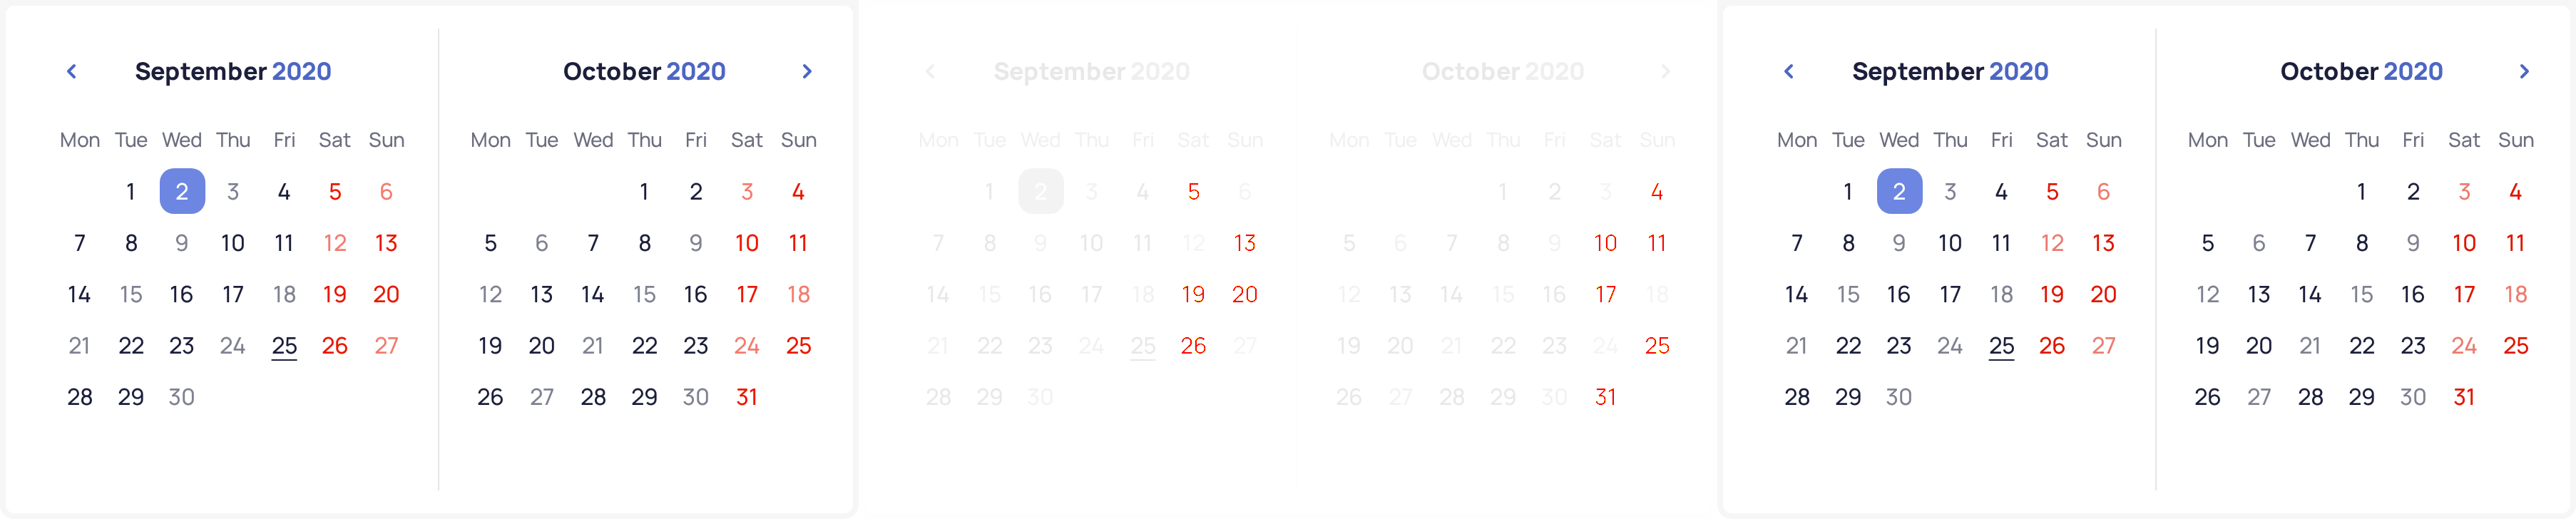 September 2020 October 2020
Mon Tue Wed Thu Fri Sat Sun Mon Tue Wed Thu Fri Sat Sun
1 2 3 4 5 6 1 2 3 4
7 8 9 10 11 12 13 5 6 7 8 9 10 11
14 15 16 17 18 19 20 12 13 14 15 16 17 18
21 22 23 24 25 26 27 19 20 21 22 23 24 25
28 29 30 26 27 28 29 30 31
September 2020 October 2020
Mon Tue Wed Thu Fri Sat Sun Mon Tue Wed Thu Fri Sat Sun
1 2 3 4 5 6 1 2 3 4
7 8 9 10 11 12 13 5 6 7 8 9 10 11
14 15 16 17 18 19 20 12 13 14 15 16 17 18
21 22 23 24 25 26 27 19 20 21 22 23 24 25
28 29 30 26 27 28 29 30 31
September 2020 October 2020
Mon Tue Wed Thu Fri Sat Sun Mon Tue Wed Thu Fri Sat Sun
1 2 3 4 5 6 1 2 3 4
7 8 9 10 11 12 13 5 6 7 8 9 10 11
14 15 16 17 18 19 20 12 13 14 15 16 17 18
21 22 23 24 25 26 27 19 20 21 22 23 24 25
28 29 30 26 27 28 29 30 31